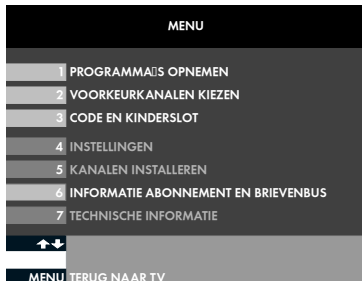 MENU
1 PROGRAMMA▯S OPNEMEN
2 VOORKEURKANALEN KIEZEN
3 CODE EN KINDERSLOT
4 INSTELLINGEN
5 KANALEN INSTALLEREN
6 INFORMATIE ABONNEMENT EN BRIEVENBUS
7 TECHNISCHE INFORMATIE
MENU TERUG NAAR TV